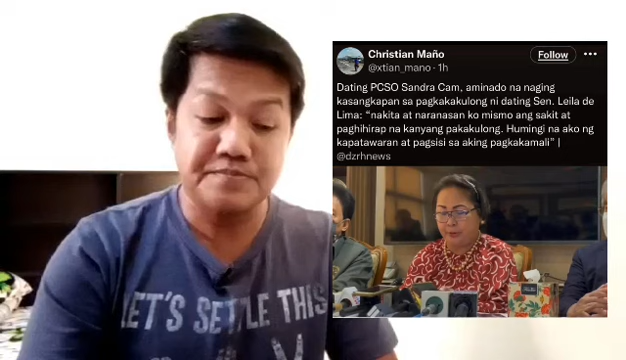 Christian Maño
Follow
@xtian_mano · 1h
Dating PCSO Sandra Cam, aminado na naging
kasangkapan sa pagkakakulong ni dating Sen. Leila de
Lima: “nakita at naranasan ko mismo ang sakit at
paghihirap na kanyang pakakulong. Humingi na ako ng
kapatawaran at pagsisi sa aking pagkakamali” |
@dzrhnews
LET'S SETTLE THIS